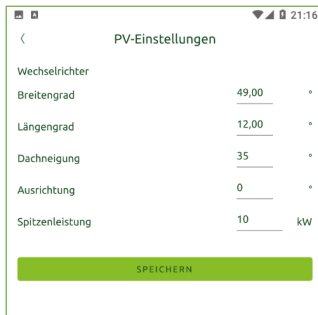 21:16
PV-Einstellungen
Wechselrichter
Breitengrad 49,00 °
Längengrad 12,00 °
Dachneigung 35 °
Ausrichtung 0 °
Spitzenleistung 10 kW
SPEICHERN